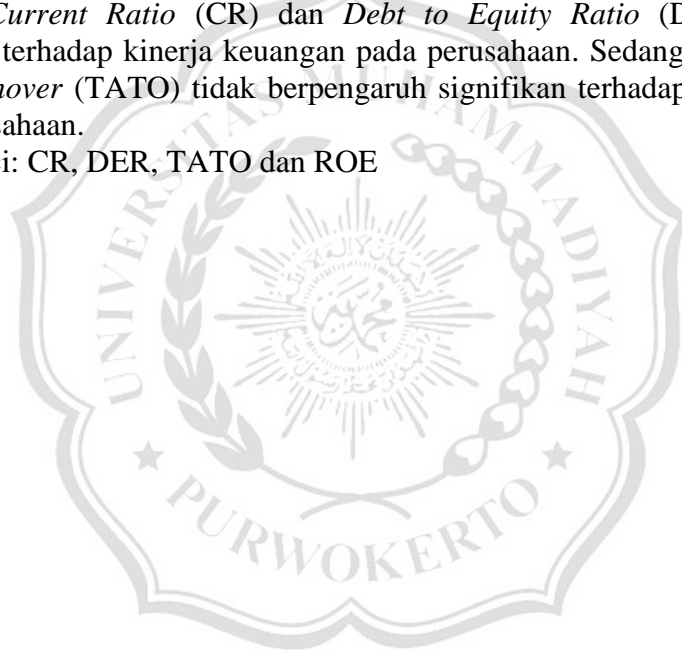 Current Ratio (CR) dan Debt to Equity Ratio (D
terhadap kinerja keuangan pada perusahaan. Sedang
nover (TATO) tidak berpengaruh signifikan terhadap
sahaan.
ci: CR, DER, TATO dan ROE
UNIVERSITAS MUHAMMADIYAH
PURWOKERTO